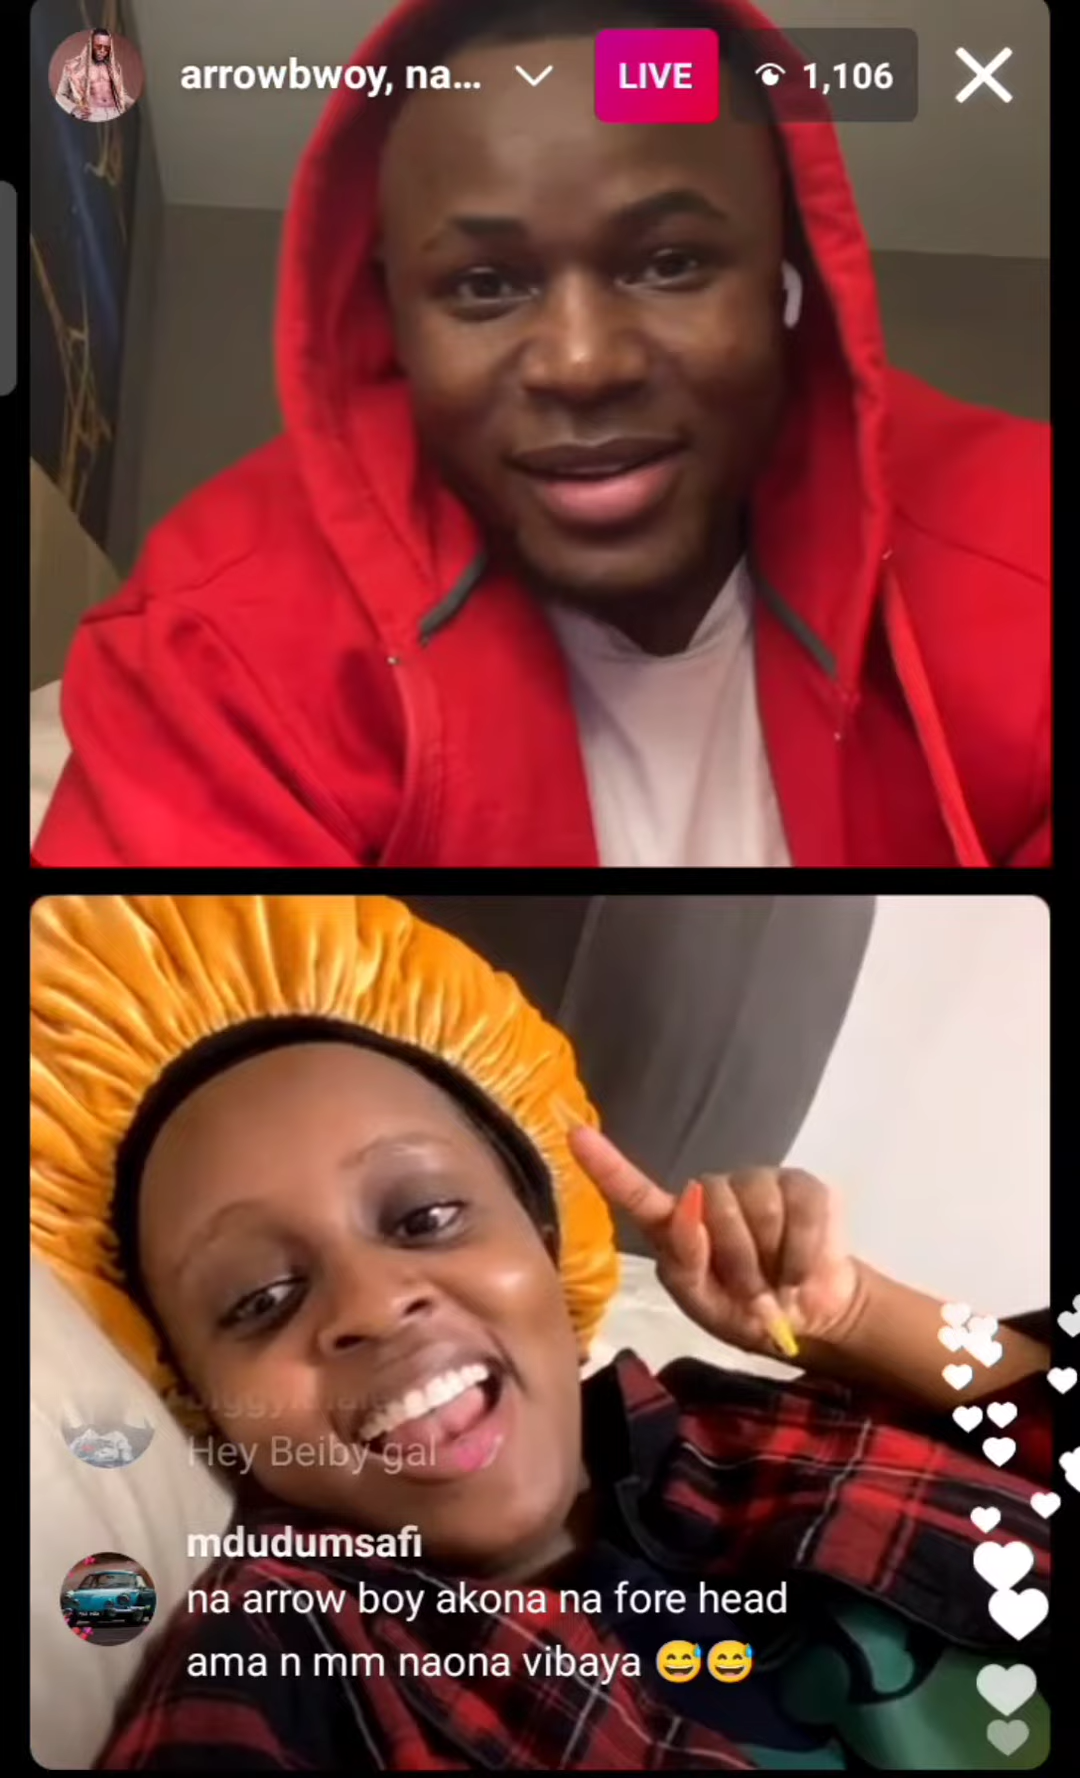 arrowbwoy, na...
LIVE
1,106
Hey Beiby gal
mdudumsafi
na arrow boy akona na fore head
ama n mm naona vibaya 😅😅